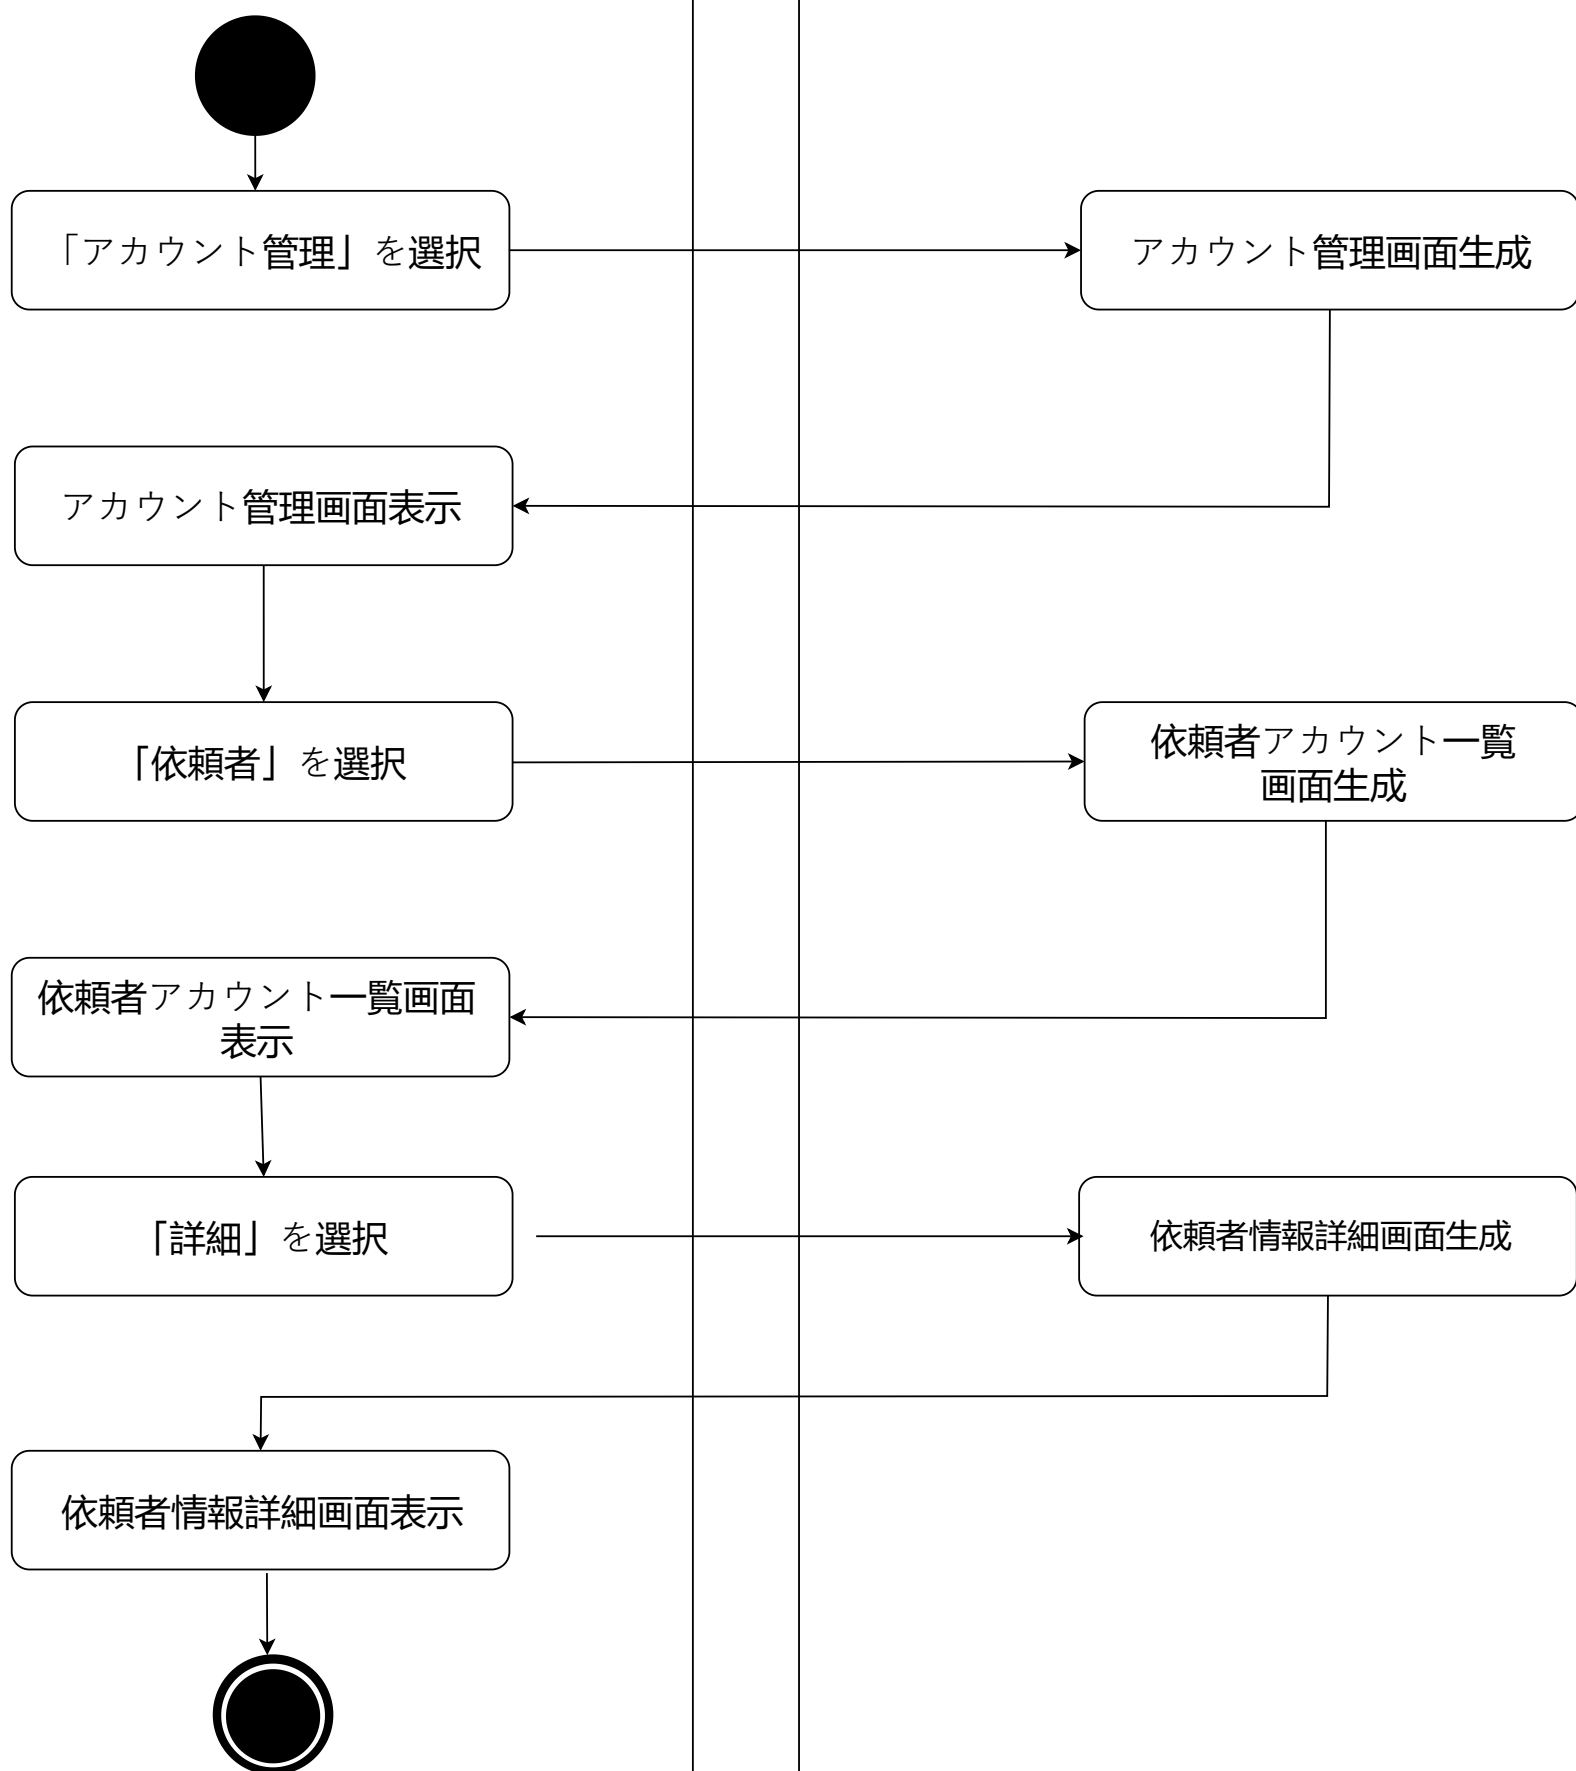 「アカウント管理」を選択
アカウント管理画面生成
アカウント管理画面表示
「依頼者」を選択
依頼者アカウント一覧
画面生成
依頼者アカウント一覧画面
表示
「詳細」を選択
依頼者情報詳細画面生成
依頼者情報詳細画面表示